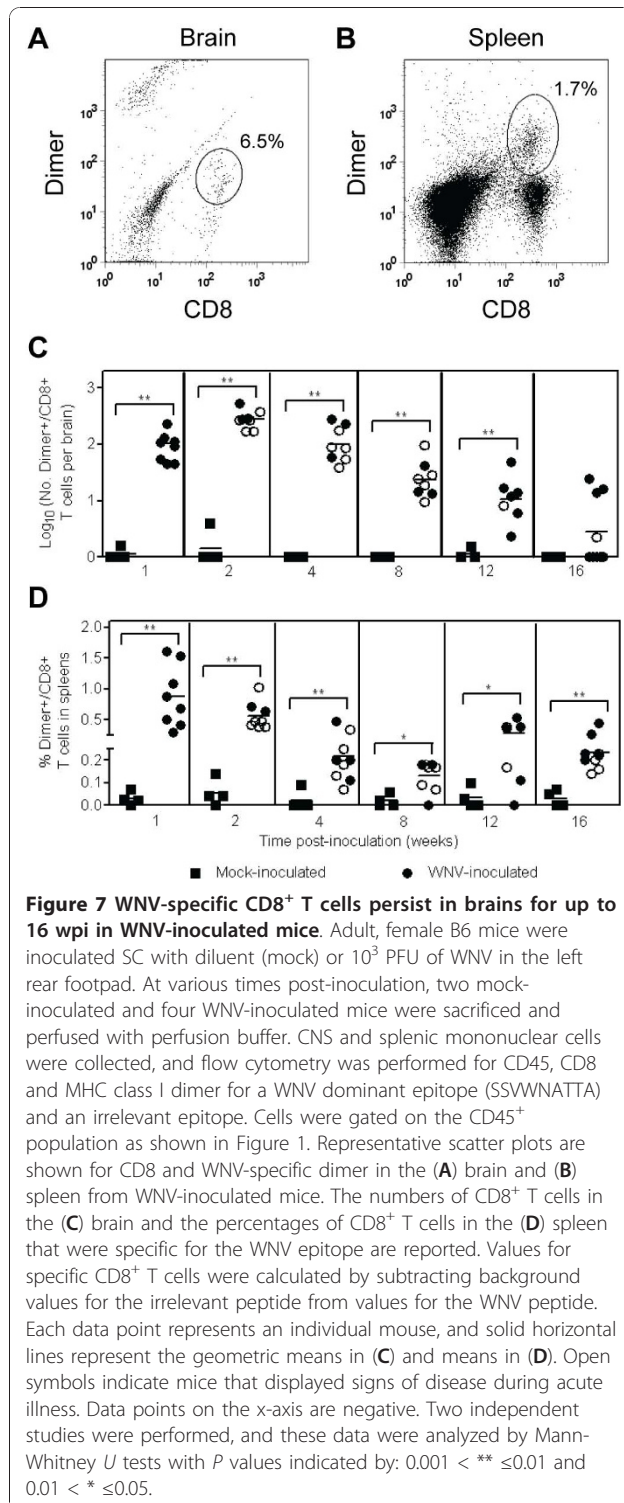 A
Brain
B
Spleen
6.5%
1.7%
Dimer
10³
10²
10¹
10⁰
10⁰ 10¹ 10² 10³
CD8
Dimer
10³
10²
10¹
10⁰
10⁰ 10¹ 10² 10³
CD8
C
Log₁₀ (No. Dimer+/CD8+
T cells per brain)
3
2
1
0
** ** ** ** **
1 2 4 8 12 16
D
% Dimer+/CD8+
T cells in spleens
2.0
1.5
1.0
0.5
0.2
0.1
0.0
** ** ** * * **
1 2 4 8 12 16
Time post-inoculation (weeks)
■ Mock-inoculated ● WNV-inoculated
Figure 7 WNV-specific CD8⁺ T cells persist in brains for up to
16 wpi in WNV-inoculated mice. Adult, female B6 mice were
inoculated SC with diluent (mock) or 10³ PFU of WNV in the left
rear footpad. At various times post-inoculation, two mock-
inoculated and four WNV-inoculated mice were sacrificed and
perfused with perfusion buffer. CNS and splenic mononuclear cells
were collected, and flow cytometry was performed for CD45, CD8
and MHC class I dimer for a WNV dominant epitope (SSVWNATTA)
and an irrelevant epitope. Cells were gated on the CD45⁺
population as shown in Figure 1. Representative scatter plots are
shown for CD8 and WNV-specific dimer in the (A) brain and (B)
spleen from WNV-inoculated mice. The numbers of CD8⁺ T cells in
the (C) brain and the percentages of CD8⁺ T cells in the (D) spleen
that were specific for the WNV epitope are reported. Values for
specific CD8⁺ T cells were calculated by subtracting background
values for the irrelevant peptide from values for the WNV peptide.
Each data point represents an individual mouse, and solid horizontal
lines represent the geometric means in (C) and means in (D). Open
symbols indicate mice that displayed signs of disease during acute
illness. Data points on the x-axis are negative. Two independent
studies were performed, and these data were analyzed by Mann-
Whitney U tests with P values indicated by: 0.001 < ** ≤0.01 and
0.01 < * ≤0.05.